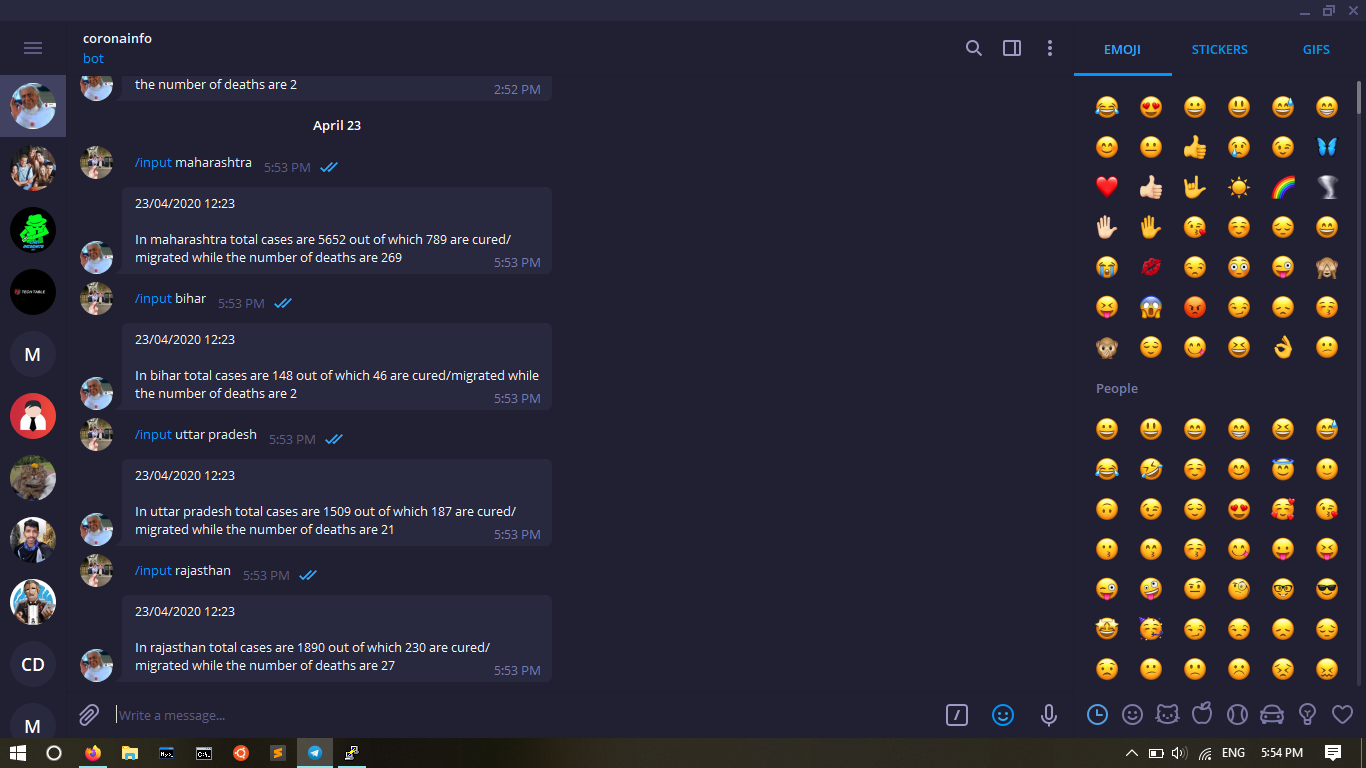 coronainfo
bot
EMOJI STICKERS GIFS
the number of deaths are 2
2:52 PM
April 23
/input maharashtra 5:53 PM
23/04/2020 12:23
In maharashtra total cases are 5652 out of which 789 are cured/
migrated while the number of deaths are 269
5:53 PM
/input bihar 5:53 PM
23/04/2020 12:23
In bihar total cases are 148 out of which 46 are cured/migrated while
the number of deaths are 2
5:53 PM
/input uttar pradesh 5:53 PM
23/04/2020 12:23
In uttar pradesh total cases are 1509 out of which 187 are cured/
migrated while the number of deaths are 21
5:53 PM
/input rajasthan 5:53 PM
23/04/2020 12:23
In rajasthan total cases are 1890 out of which 230 are cured/
migrated while the number of deaths are 27
5:53 PM
Write a message...
People
TECH TABLE
M
CD
M
ENG 5:54 PM